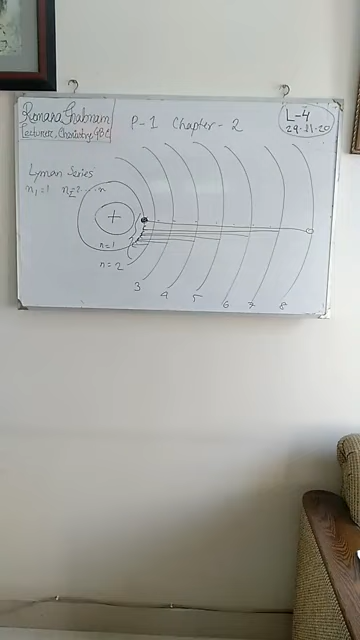 Romana Ghabnam
Lecturer, Chemistry, GBC
P-1 Chapter-2
L-4
29-11-20
Lyman Series
n1=1 n2=2.....n
+
n=1
n=2
3 4 5 6 7 8